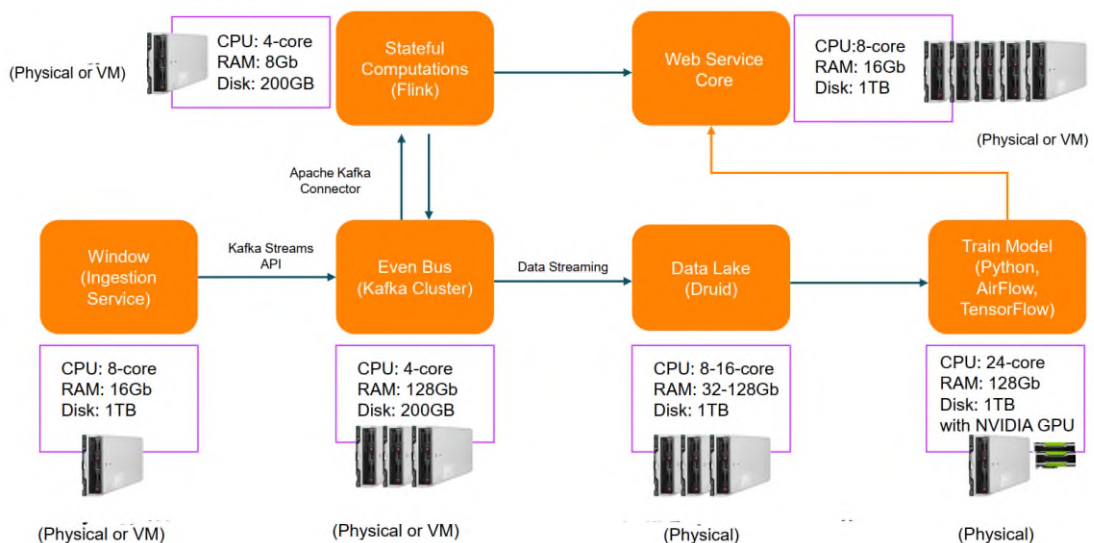 (Physical or VM)
CPU: 4-core
RAM: 8Gb
Disk: 200GB
Stateful
Computations
(Flink)
Web Service
Core
CPU:8-core
RAM: 16Gb
Disk: 1TB
(Physical or VM)
Apache Kafka
Connector
Window
(Ingestion
Service)
Kafka Streams
API
Even Bus
(Kafka Cluster)
Data Streaming
Data Lake
(Druid)
Train Model
(Python,
AirFlow,
TensorFlow)
CPU: 8-core
RAM: 16Gb
Disk: 1TB
(Physical or VM)
CPU: 4-core
RAM: 128Gb
Disk: 200GB
(Physical or VM)
CPU: 8-16-core
RAM: 32-128Gb
Disk: 1TB
(Physical)
CPU: 24-core
RAM: 128Gb
Disk: 1TB
with NVIDIA GPU
(Physical)